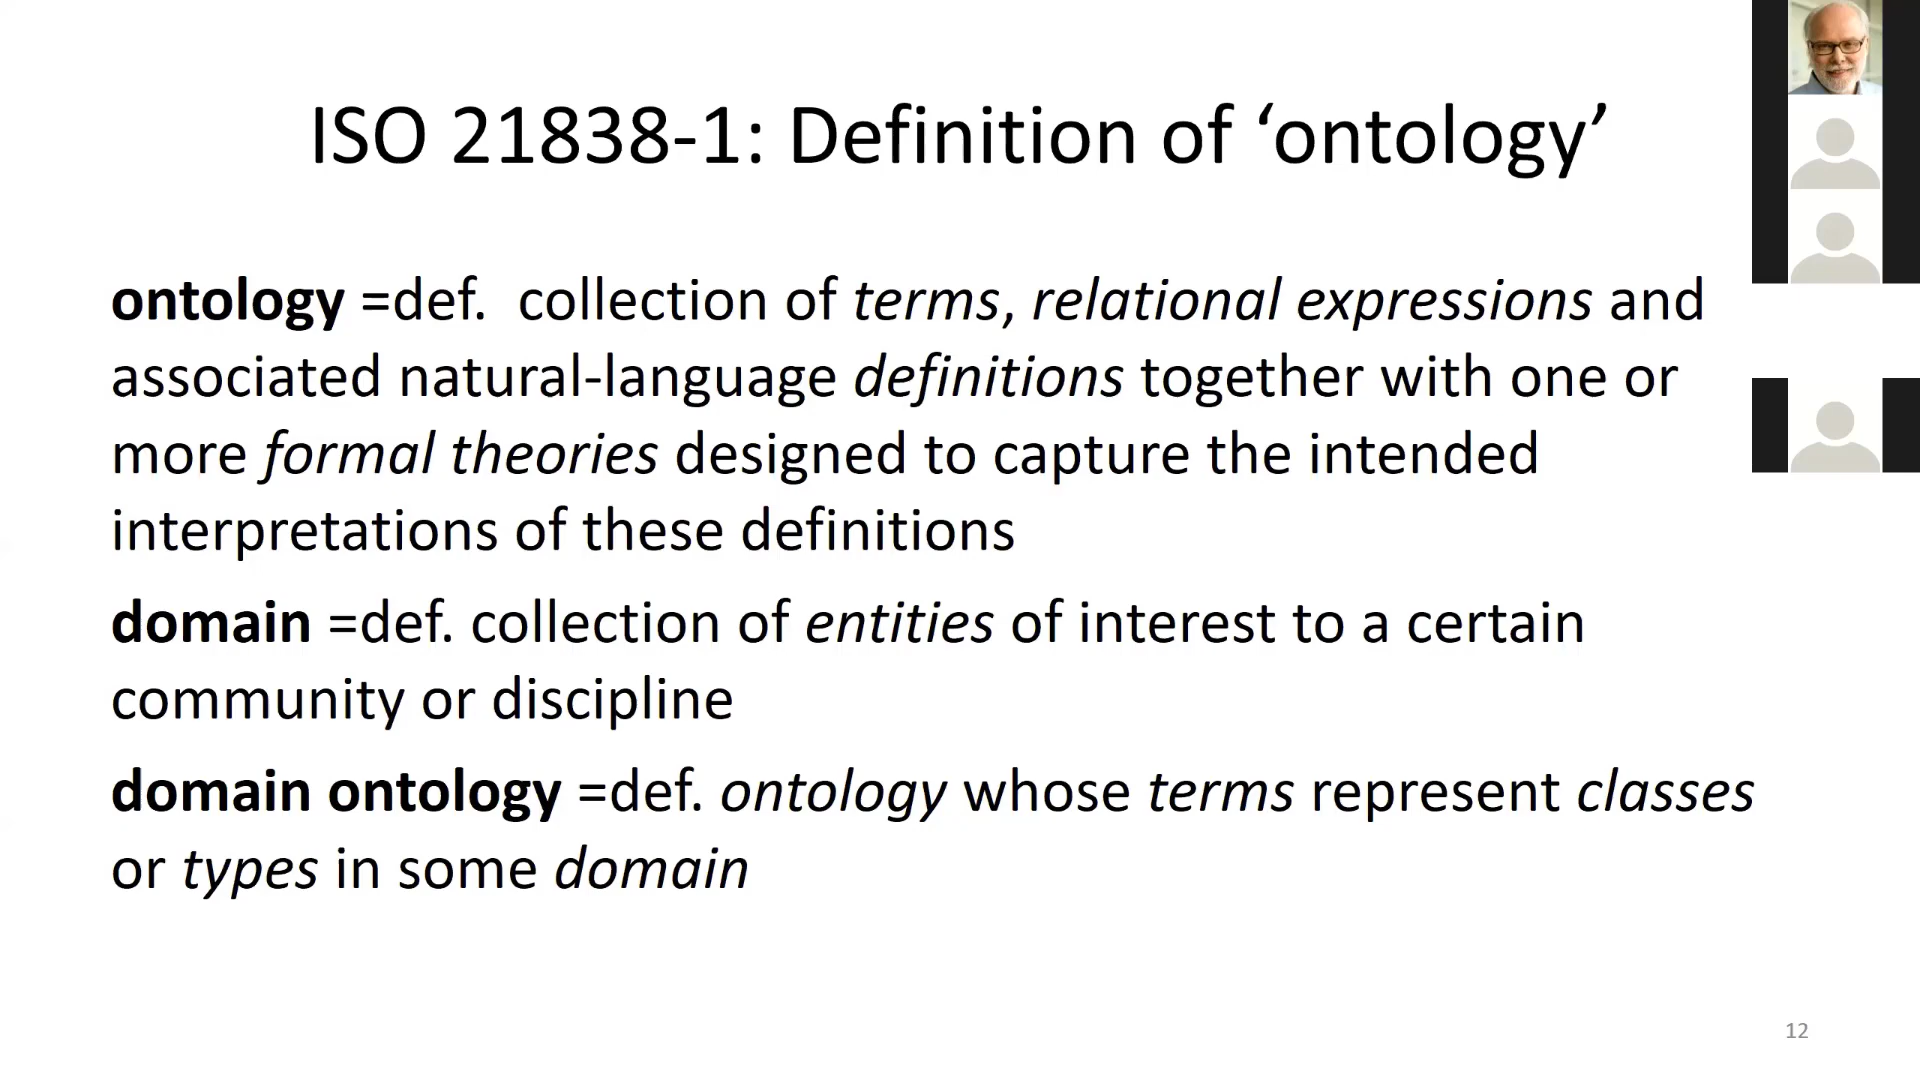 ISO 21838-1: Definition of ‘ontology’
ontology =def.  collection of terms, relational expressions and
associated natural-language definitions together with one or
more formal theories designed to capture the intended
interpretations of these definitions
domain =def. collection of entities of interest to a certain
community or discipline
domain ontology =def. ontology whose terms represent classes
or types in some domain
12